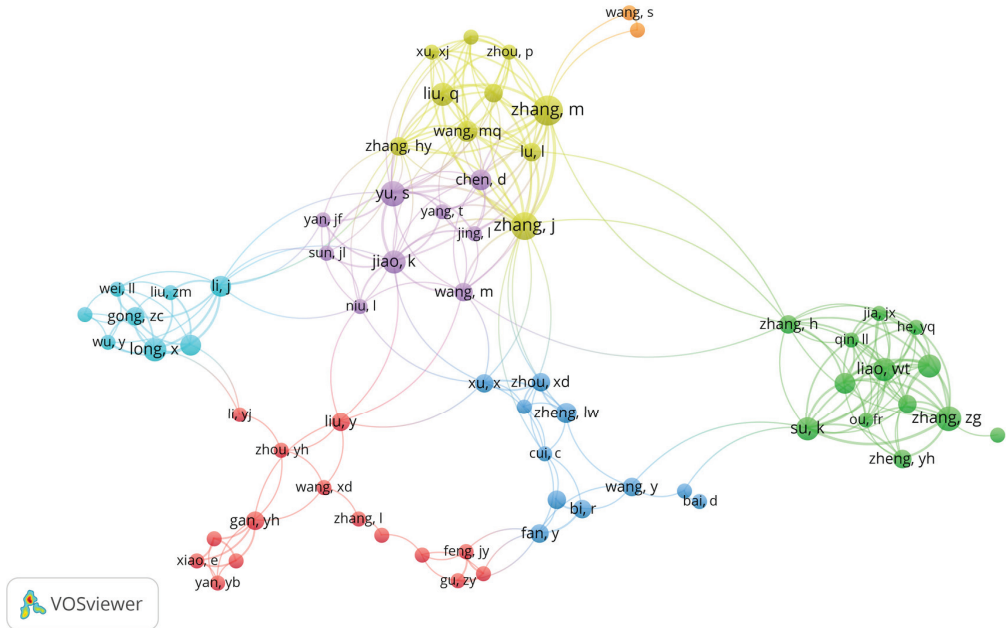 wang, s
xu, xj
zhou, p
liu, q
zhang, m
wang, mq
zhang, hy
lu, l
chen, d
yu, s
yang, t
yan, jf
zhang, j
jing, l
sun, jl
jiao, k
li, j
wei, ll
liu, zm
wang, m
niu, l
gong, zc
jia, jx
zhang, h
he, yq
qin, ll
wu, y
long, x
liao, wt
xu, x
zhou, xd
li, yj
liu, y
zheng, lw
ou, fr
zhang, zg
su, k
zhou, yh
cui, c
zheng, yh
wang, xd
wang, y
bai, d
bi, r
zhang, l
gan, yh
fan, y
feng, jy
xiao, e
gu, zy
yan, yb
VOSviewer